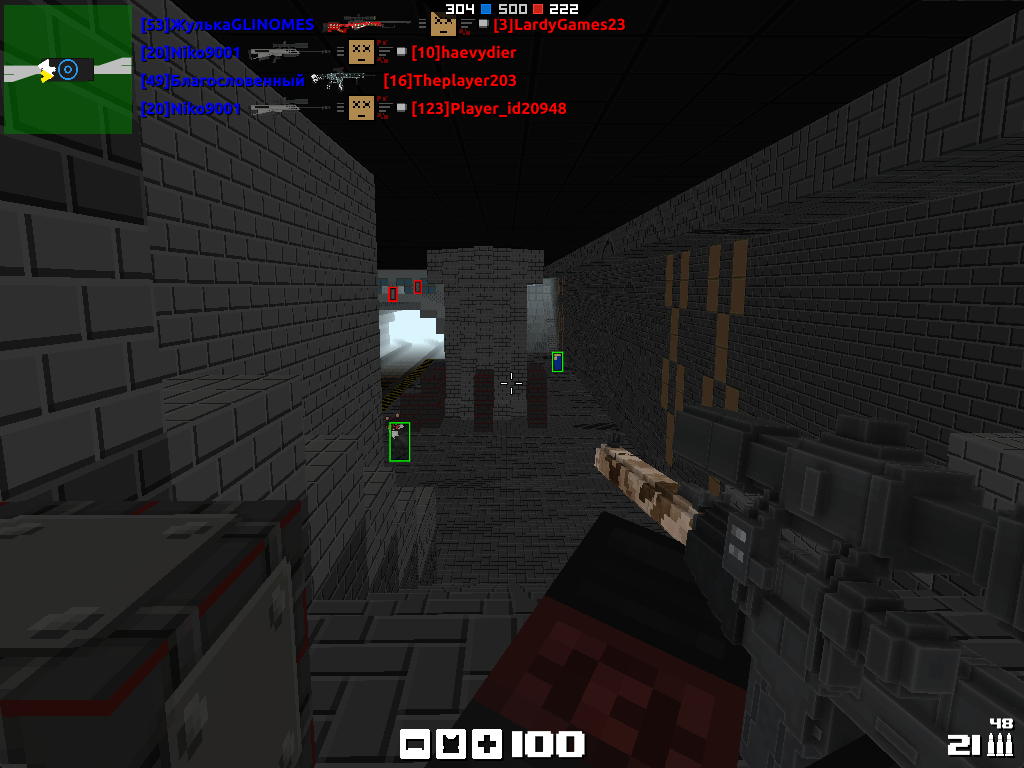 304 500 222
[53]ЖулькаGLINOMES [3]LardyGames23
[20]Niko9001 [10]haevydier
[49]Благословенный [16]Theplayer203
[20]Niko9001 [123]Player_id20948
100
48
21